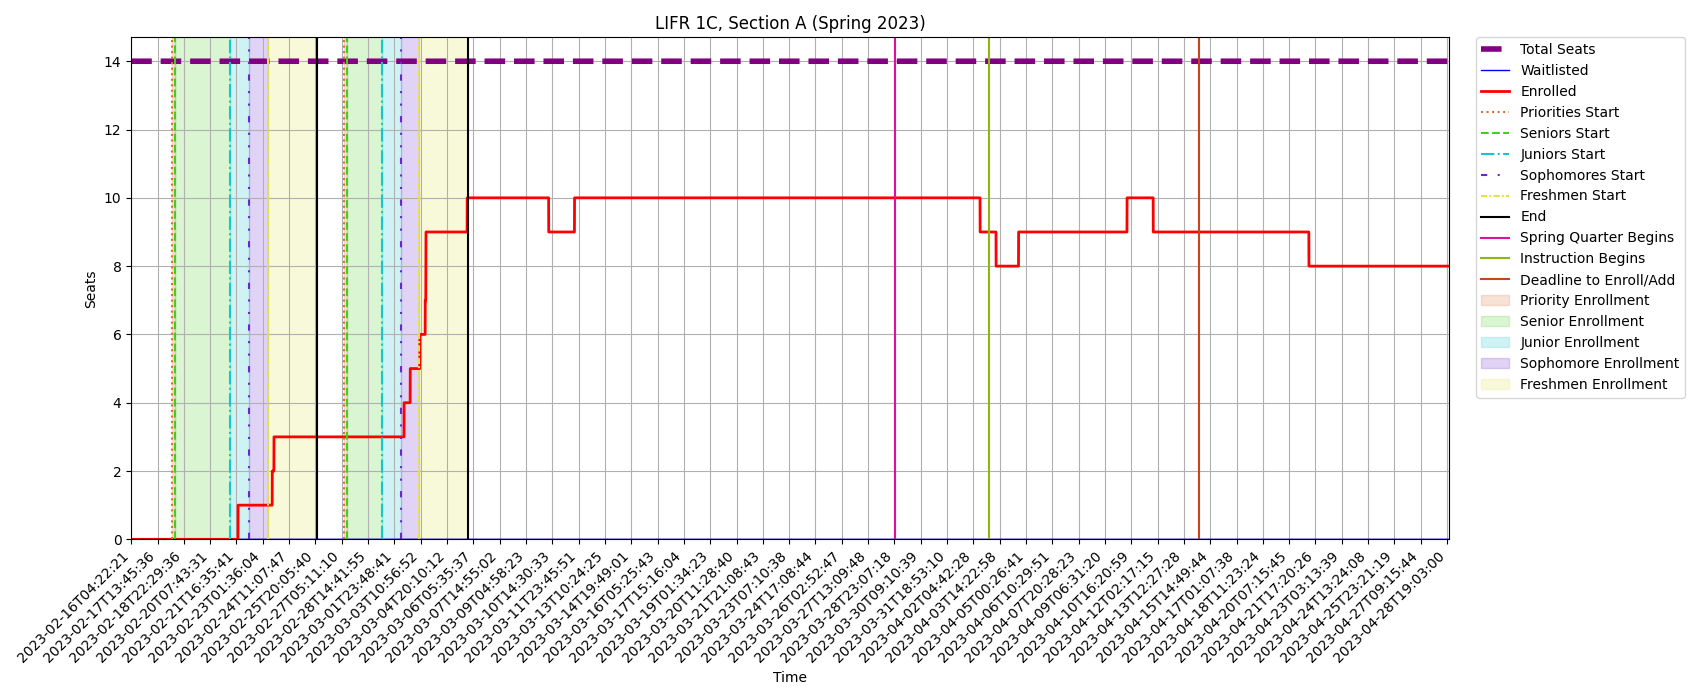 LIFR 1C, Section A (Spring 2023)
Seats
14
12
10
8
6
4
2
0
2023-02-16T04:22:21
2023-02-17T13:45:36
2023-02-18T22:29:36
2023-02-20T07:43:31
2023-02-21T16:35:41
2023-02-23T01:36:04
2023-02-24T11:07:47
2023-02-25T20:05:40
2023-02-27T05:11:10
2023-02-28T14:41:55
2023-03-01T23:48:41
2023-03-03T10:56:52
2023-03-04T20:10:12
2023-03-06T05:35:37
2023-03-07T14:55:02
2023-03-09T04:58:23
2023-03-10T14:30:33
2023-03-11T23:45:51
2023-03-13T10:24:25
2023-03-14T19:49:01
2023-03-16T05:25:43
2023-03-17T15:16:04
2023-03-19T01:34:23
2023-03-20T11:28:40
2023-03-21T21:08:43
2023-03-23T07:10:38
2023-03-24T17:08:44
2023-03-26T02:52:47
2023-03-27T13:09:48
2023-03-28T23:07:18
2023-03-30T09:10:39
2023-03-31T18:53:10
2023-04-02T04:42:28
2023-04-03T14:22:58
2023-04-05T00:26:41
2023-04-06T10:29:51
2023-04-07T20:28:23
2023-04-09T06:31:20
2023-04-10T16:20:59
2023-04-12T02:17:15
2023-04-13T12:27:28
2023-04-15T14:49:44
2023-04-17T01:07:38
2023-04-18T11:23:24
2023-04-20T07:15:45
2023-04-21T17:20:26
2023-04-23T03:13:39
2023-04-24T13:24:08
2023-04-25T23:21:19
2023-04-27T09:15:44
2023-04-28T19:03:00
Time
Total Seats
Waitlisted
Enrolled
Priorities Start
Seniors Start
Juniors Start
Sophomores Start
Freshmen Start
End
Spring Quarter Begins
Instruction Begins
Deadline to Enroll/Add
Priority Enrollment
Senior Enrollment
Junior Enrollment
Sophomore Enrollment
Freshmen Enrollment